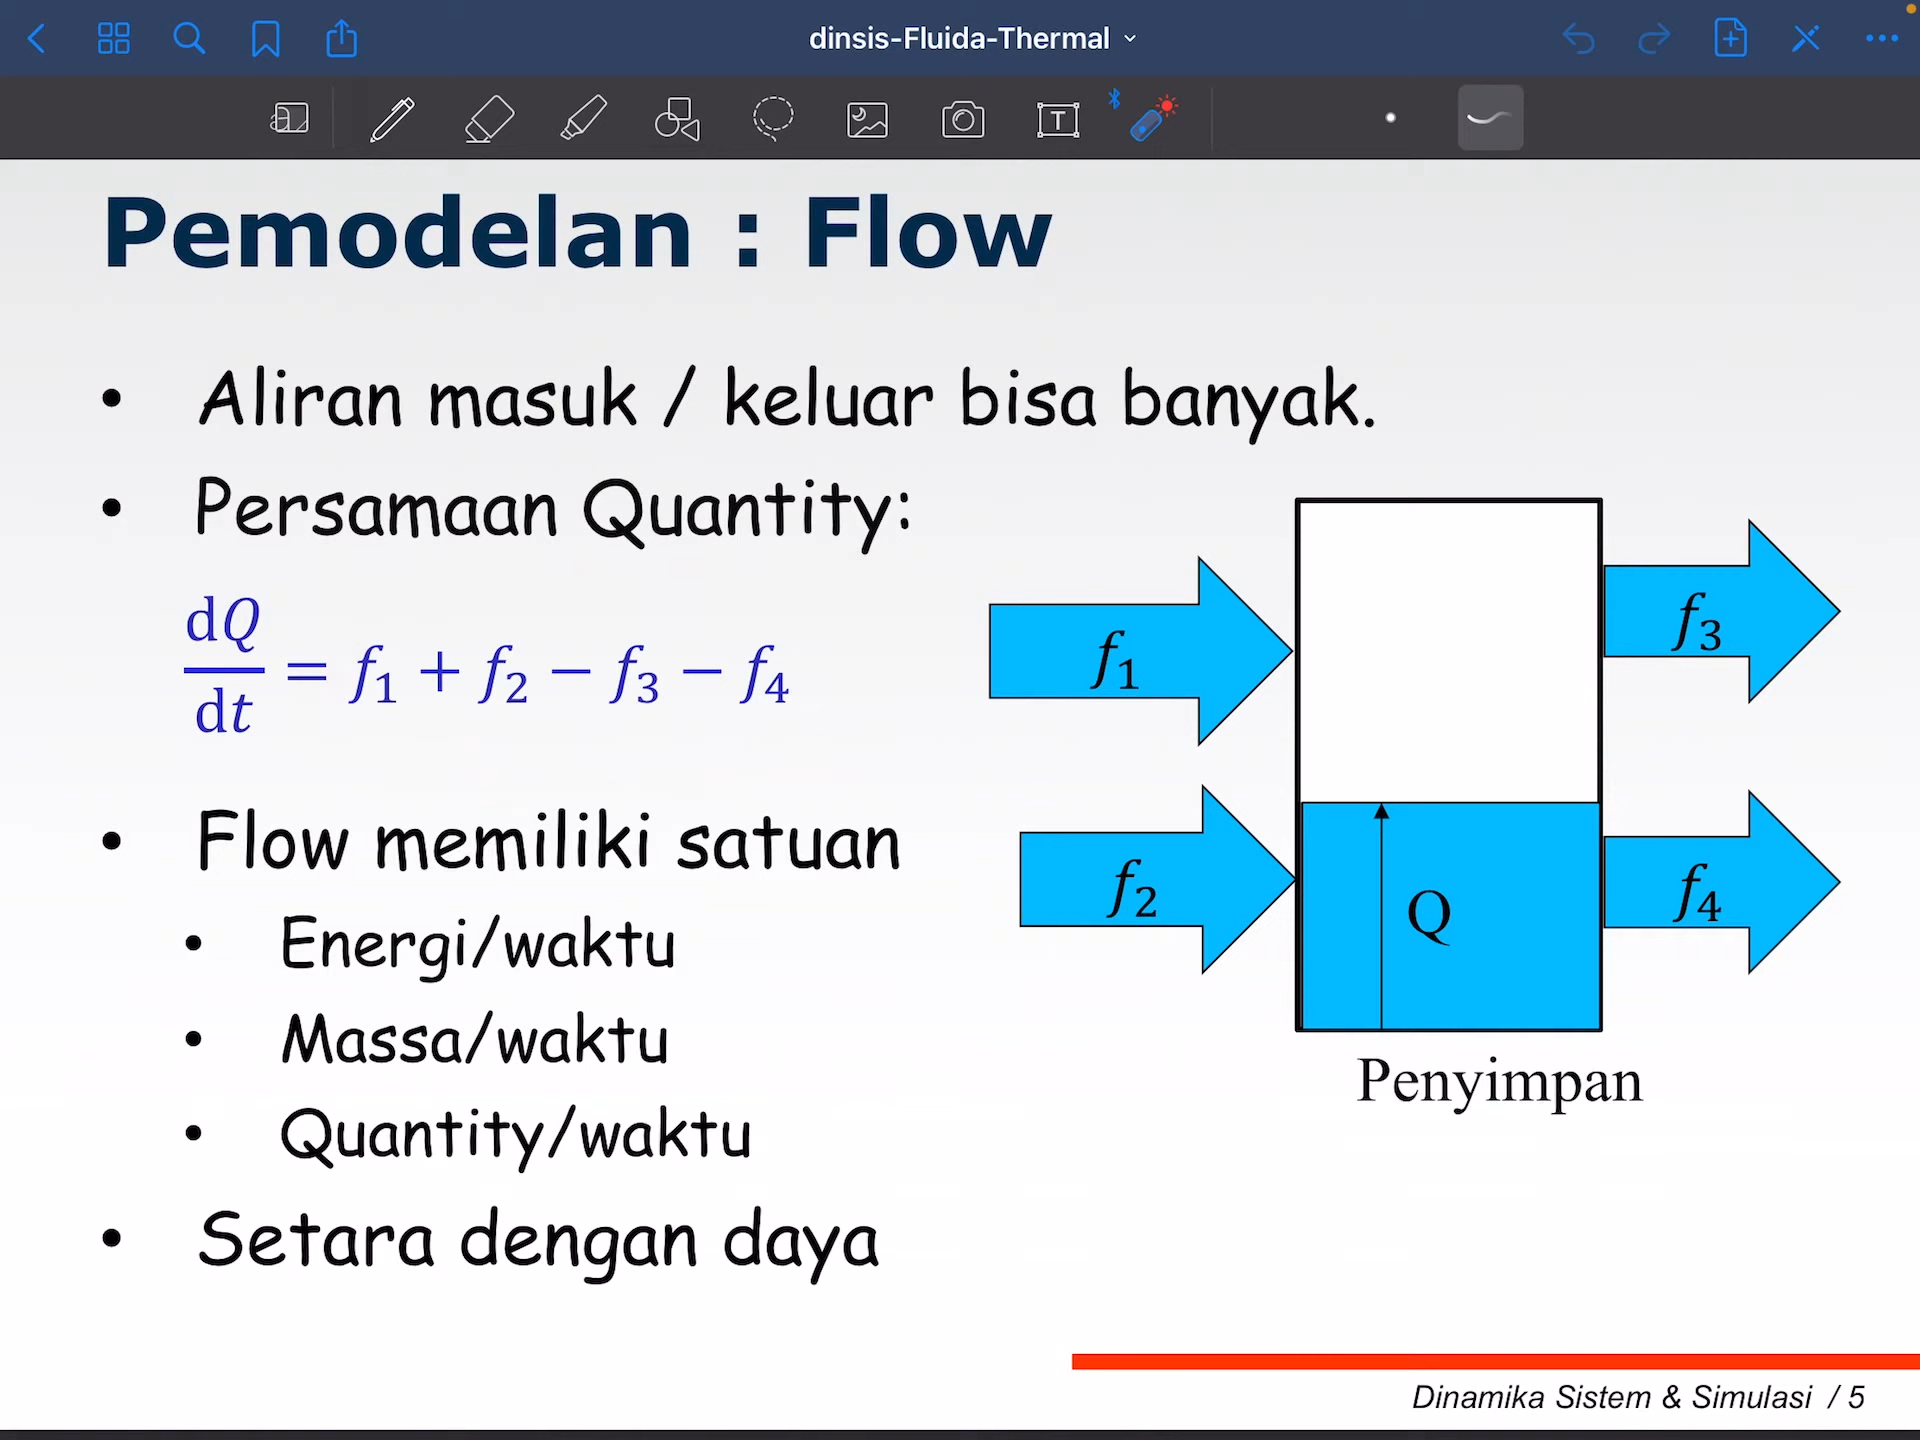 dinsis-Fluida-Thermal
Pemodelan : Flow
• Aliran masuk / keluar bisa banyak.
• Persamaan Quantity:
dQ/dt = f₁ + f₂ − f₃ − f₄
• Flow memiliki satuan
• Energi/waktu
• Massa/waktu
• Quantity/waktu
• Setara dengan daya
f₁
f₃
f₂
Q
f₄
Penyimpan
Dinamika Sistem & Simulasi / 5